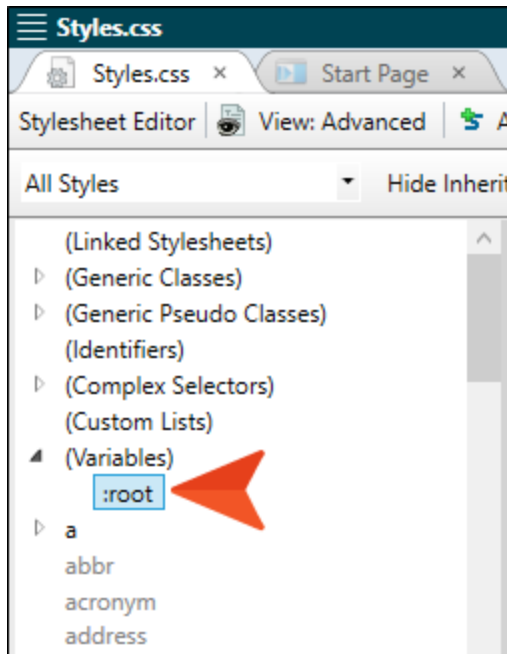 Styles.css
Styles.css × Start Page ×
Stylesheet Editor View: Advanced A
All Styles Hide Inherit
(Linked Stylesheets)
(Generic Classes)
(Generic Pseudo Classes)
(Identifiers)
(Complex Selectors)
(Custom Lists)
(Variables)
:root
a
abbr
acronym
address